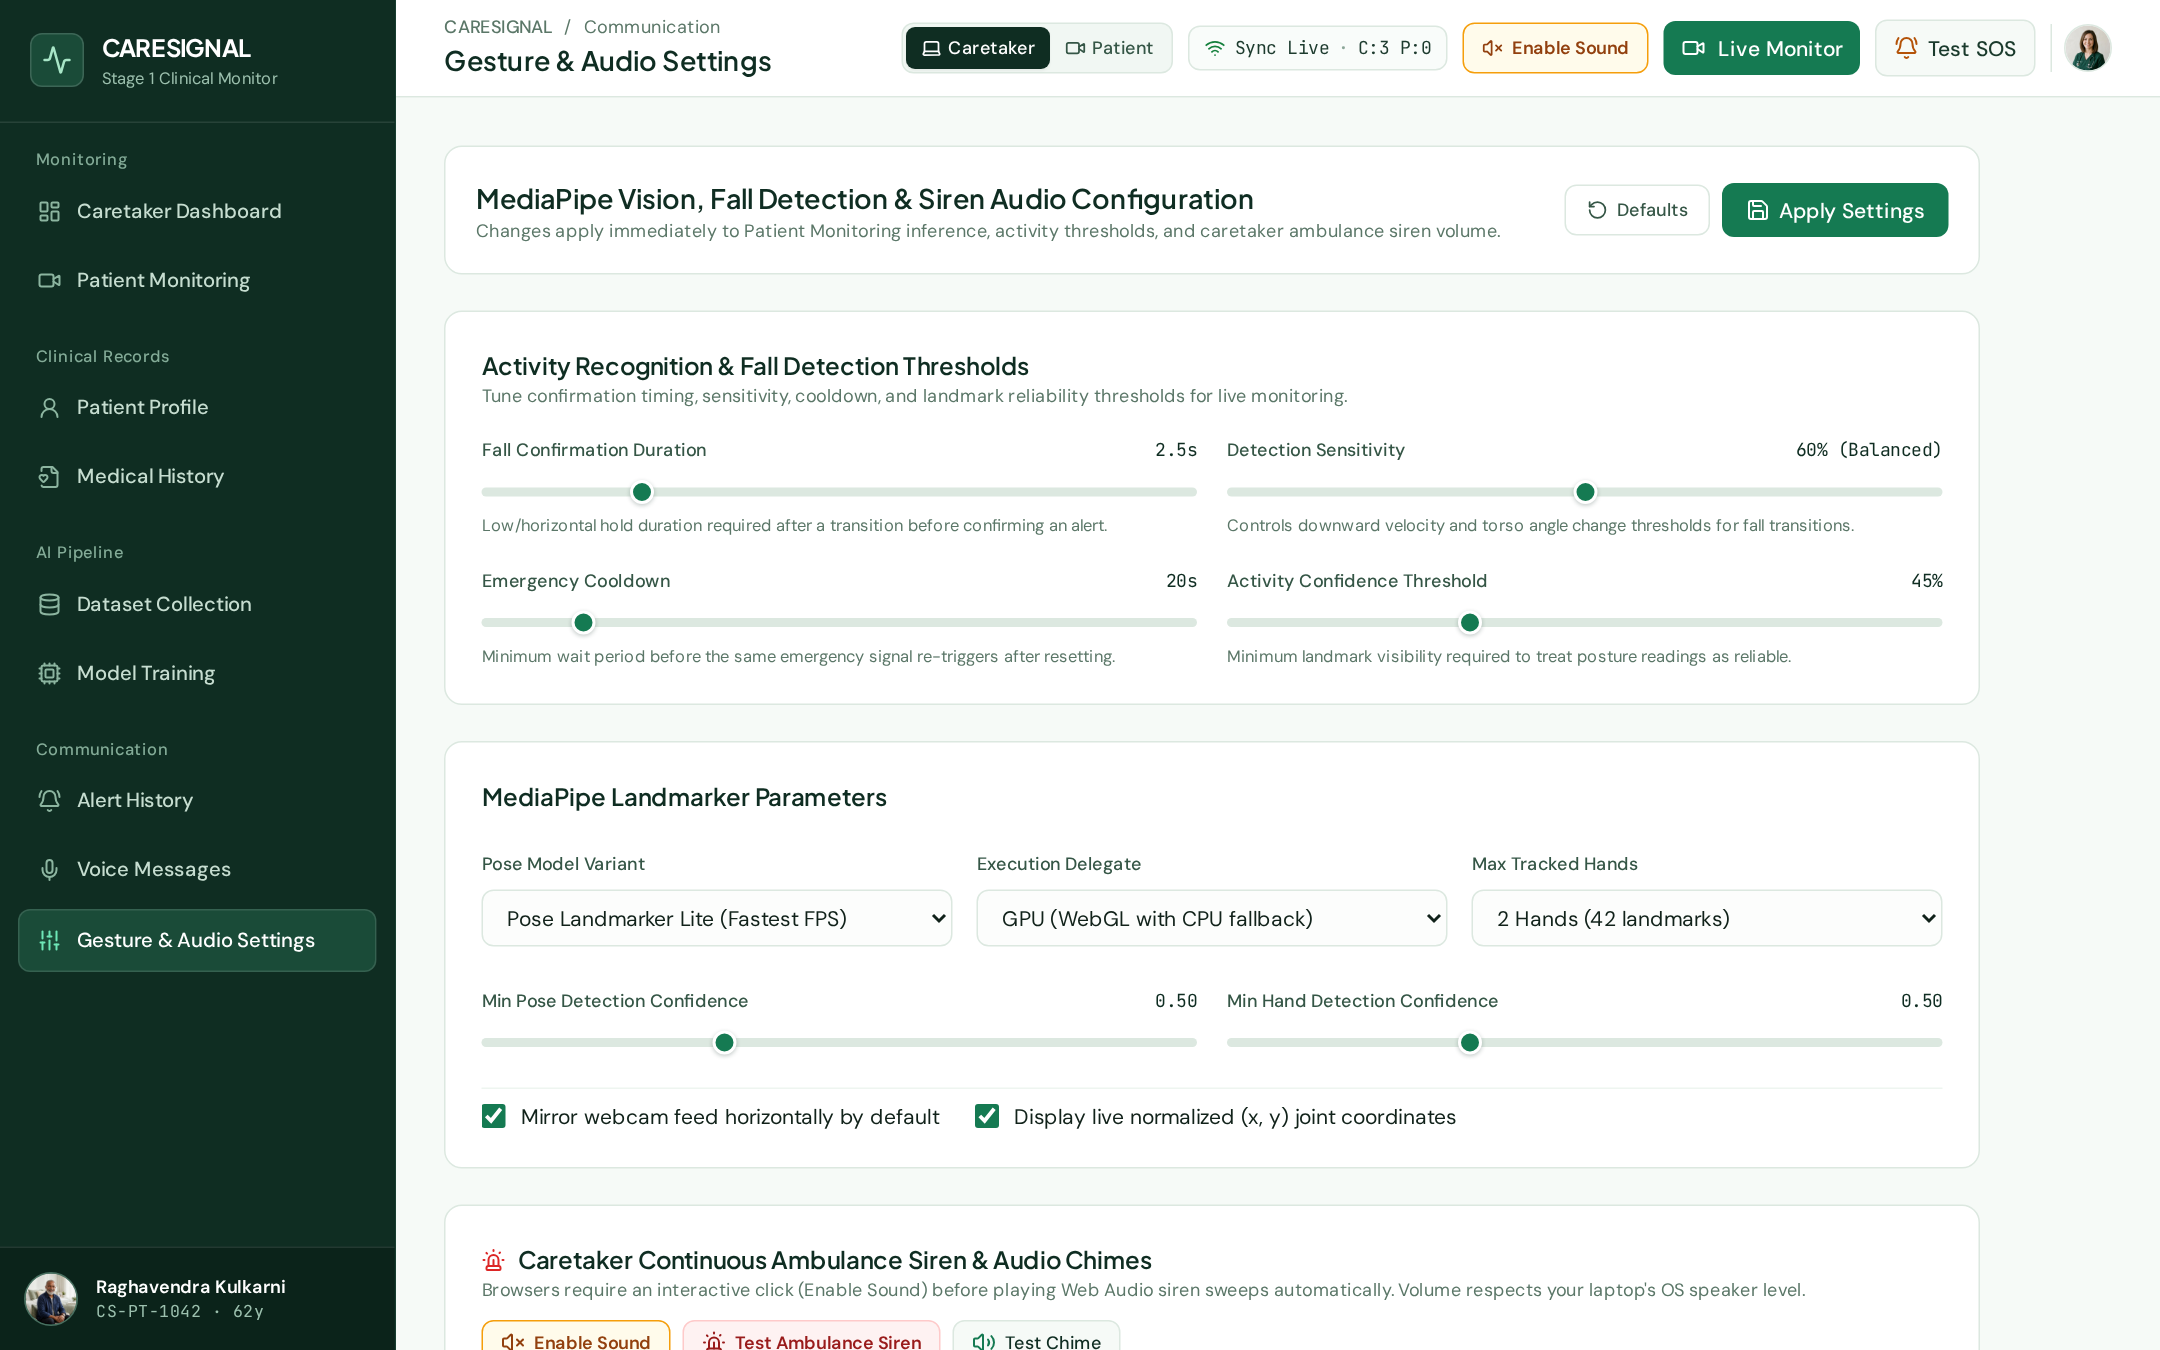 CARESIGNAL
Stage 1 Clinical Monitor
Monitoring
Caretaker Dashboard
Patient Monitoring
Clinical Records
Patient Profile
Medical History
AI Pipeline
Dataset Collection
Model Training
Communication
Alert History
Voice Messages
Gesture & Audio Settings
Raghavendra Kulkarni
CS-PT-1042 · 62y
CARESIGNAL / Communication
Gesture & Audio Settings
Caretaker
Patient
Sync Live · C:3 P:0
Enable Sound
Live Monitor
Test SOS
MediaPipe Vision, Fall Detection & Siren Audio Configuration
Changes apply immediately to Patient Monitoring inference, activity thresholds, and caretaker ambulance siren volume.
Defaults
Apply Settings
Activity Recognition & Fall Detection Thresholds
Tune confirmation timing, sensitivity, cooldown, and landmark reliability thresholds for live monitoring.
Fall Confirmation Duration 2.5s
Low/horizontal hold duration required after a transition before confirming an alert.
Detection Sensitivity 60% (Balanced)
Controls downward velocity and torso angle change thresholds for fall transitions.
Emergency Cooldown 20s
Minimum wait period before the same emergency signal re-triggers after resetting.
Activity Confidence Threshold 45%
Minimum landmark visibility required to treat posture readings as reliable.
MediaPipe Landmarker Parameters
Pose Model Variant
Pose Landmarker Lite (Fastest FPS)
Execution Delegate
GPU (WebGL with CPU fallback)
Max Tracked Hands
2 Hands (42 landmarks)
Min Pose Detection Confidence 0.50
Min Hand Detection Confidence 0.50
Mirror webcam feed horizontally by default
Display live normalized (x, y) joint coordinates
Caretaker Continuous Ambulance Siren & Audio Chimes
Browsers require an interactive click (Enable Sound) before playing Web Audio siren sweeps automatically. Volume respects your laptop's OS speaker level.
Enable Sound
Test Ambulance Siren
Test Chime